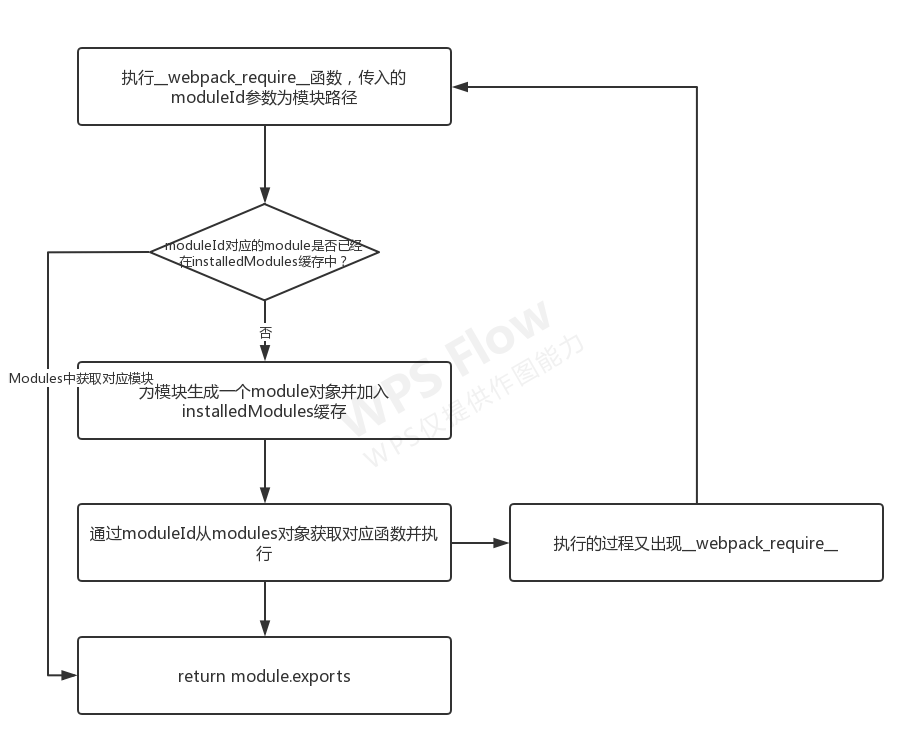 执行__webpack_require__函数，传入的
moduleId参数为模块路径
moduleId对应的module是否已经
在installedModules缓存中？
否
Modules中获取对应模块
为模块生成一个module对象并加入
installedModules缓存
通过moduleId从modules对象获取对应函数并执
行
执行的过程又出现__webpack_require__
return module.exports
WPS Flow
WPS仅提供作图能力